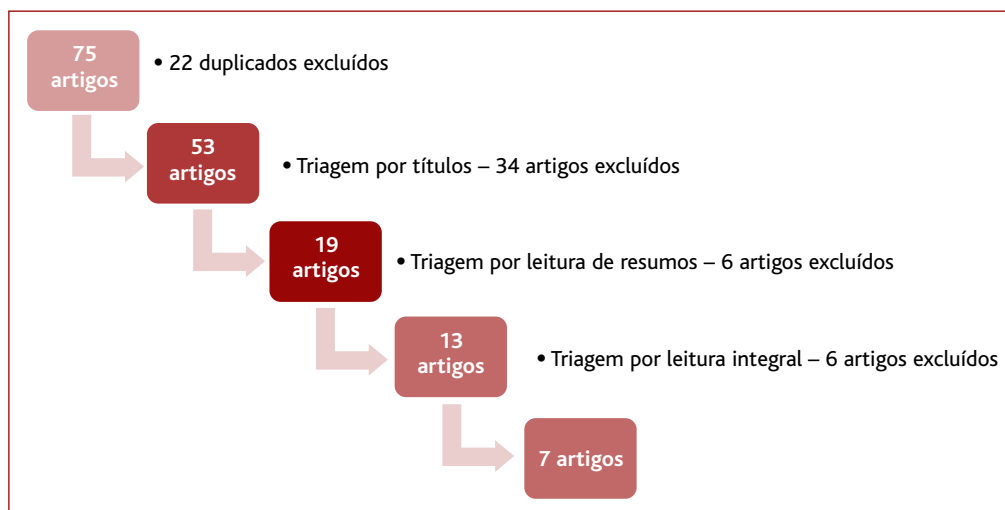 75
artigos
• 22 duplicados excluídos
53
artigos
• Triagem por títulos – 34 artigos excluídos
19
artigos
• Triagem por leitura de resumos – 6 artigos excluídos
13
artigos
• Triagem por leitura integral – 6 artigos excluídos
7 artigos